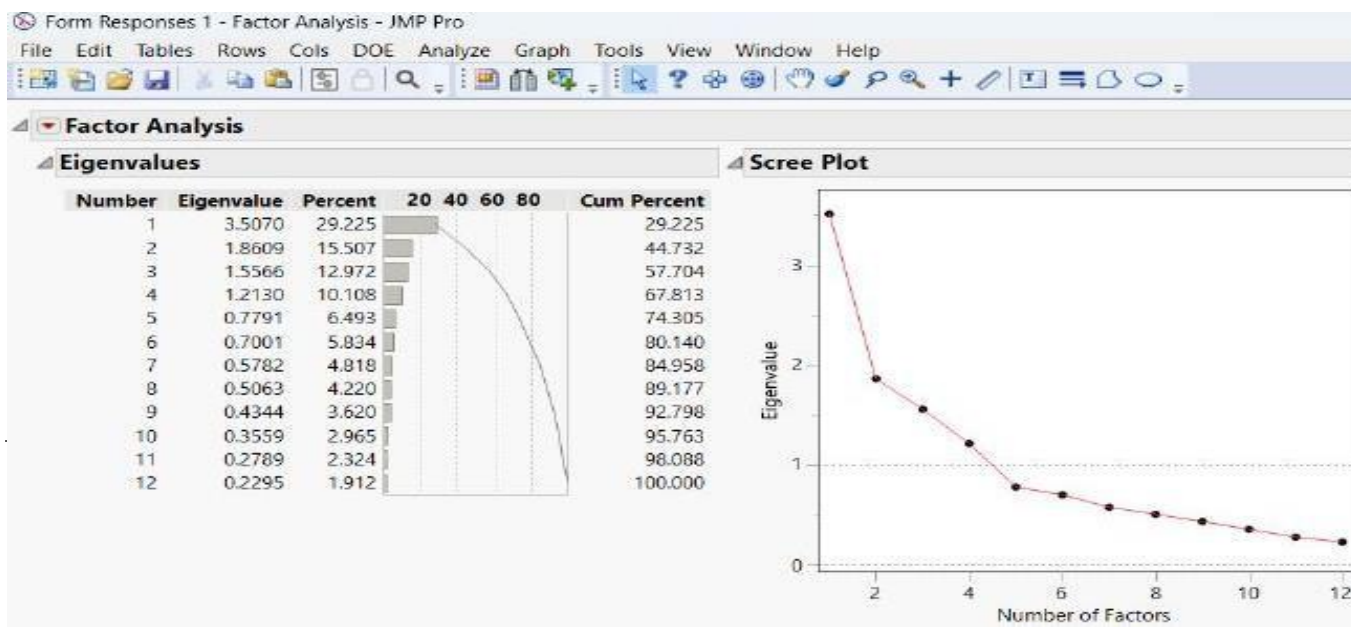 Form Responses 1 - Factor Analysis - JMP Pro
File Edit Tables Rows Cols DOE Analyze Graph Tools View Window Help
Factor Analysis
Eigenvalues
Number Eigenvalue Percent 20 40 60 80 Cum Percent
1 3.5070 29.225 29.225
2 1.8609 15.507 44.732
3 1.5566 12.972 57.704
4 1.2130 10.108 67.813
5 0.7791 6.493 74.305
6 0.7001 5.834 80.140
7 0.5782 4.818 84.958
8 0.5063 4.220 89.177
9 0.4344 3.620 92.798
10 0.3559 2.965 95.763
11 0.2789 2.324 98.088
12 0.2295 1.912 100.000
Scree Plot
Eigenvalue
3
2
1
0
2 4 6 8 10 12
Number of Factors